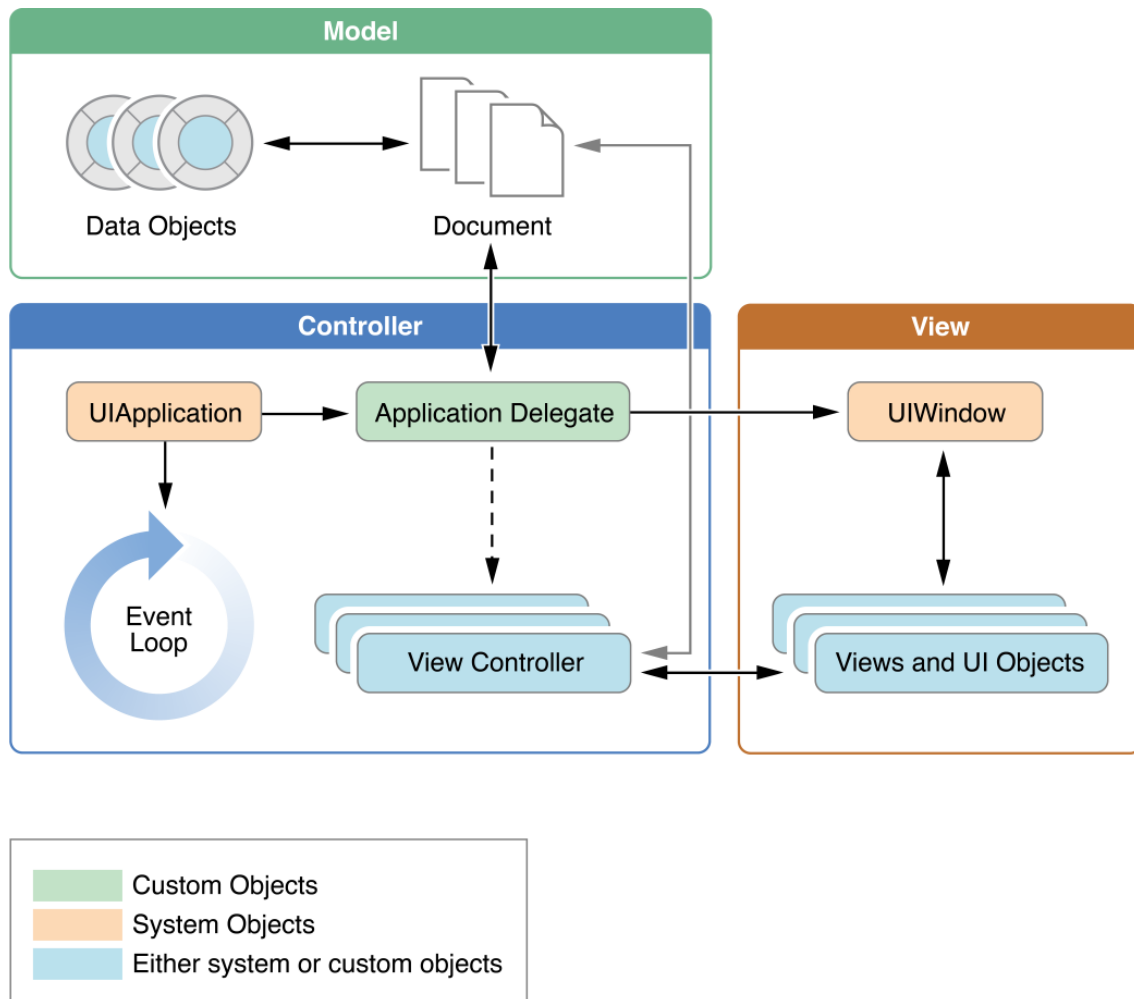 Model
Data Objects
Document
Controller
View
UIApplication
Application Delegate
UIWindow
Event
Loop
View Controller
Views and UI Objects
Custom Objects
System Objects
Either system or custom objects